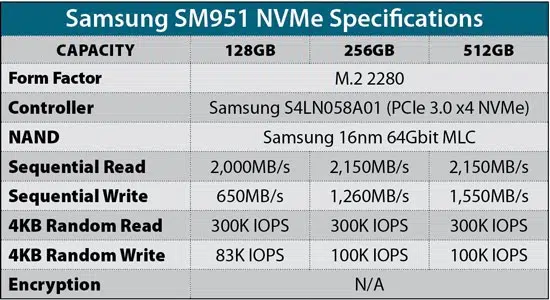 Samsung SM951 NVMe Specifications
CAPACITY 128GB 256GB 512GB
Form Factor M.2 2280
Controller Samsung S4LN058A01 (PCIe 3.0 x4 NVMe)
NAND Samsung 16nm 64Gbit MLC
Sequential Read 2,000MB/s 2,150MB/s 2,150MB/s
Sequential Write 650MB/s 1,260MB/s 1,550MB/s
4KB Random Read 300K IOPS 300K IOPS 300K IOPS
4KB Random Write 83K IOPS 100K IOPS 100K IOPS
Encryption N/A